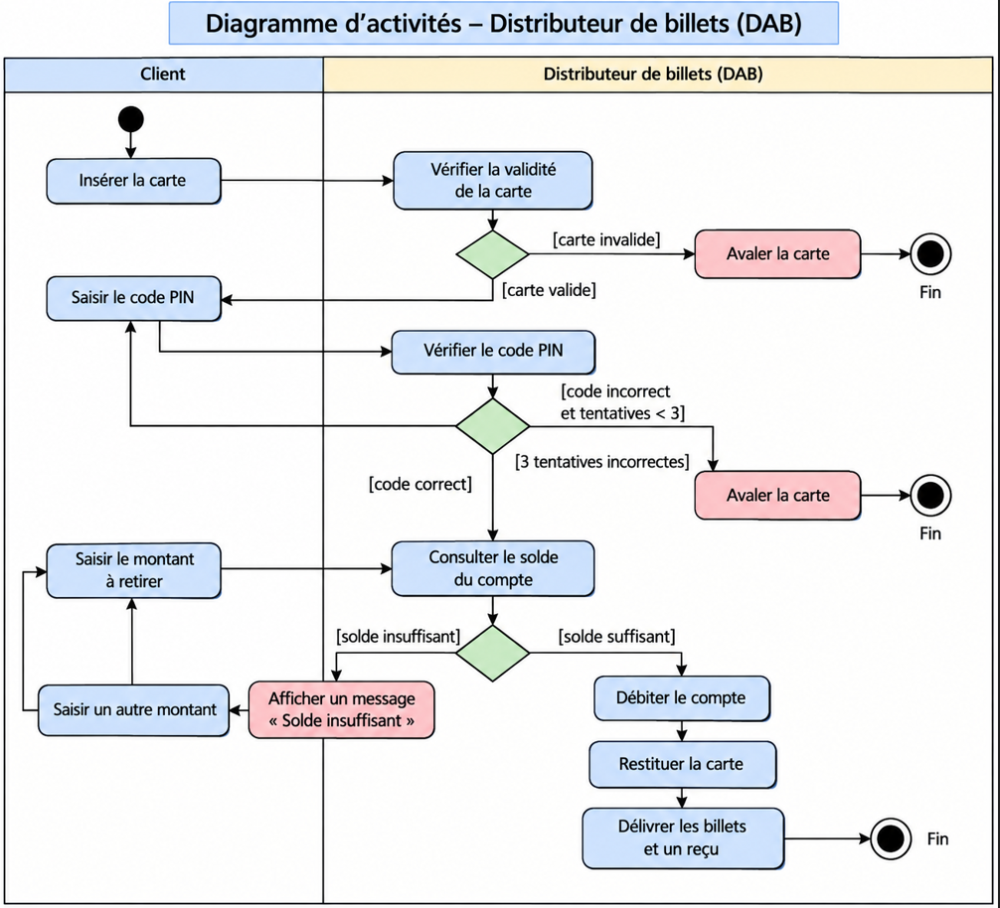 Diagramme d’activités – Distributeur de billets (DAB)
Client
Distributeur de billets (DAB)
Insérer la carte
Vérifier la validité
de la carte
[carte invalide]
Avaler la carte
Fin
[carte valide]
Saisir le code PIN
Vérifier le code PIN
[code incorrect
et tentatives < 3]
[3 tentatives incorrectes]
[code correct]
Avaler la carte
Fin
Saisir le montant
à retirer
Consulter le solde
du compte
[solde insuffisant]
[solde suffisant]
Saisir un autre montant
Afficher un message
« Solde insuffisant »
Débiter le compte
Restituer la carte
Délivrer les billets
et un reçu
Fin